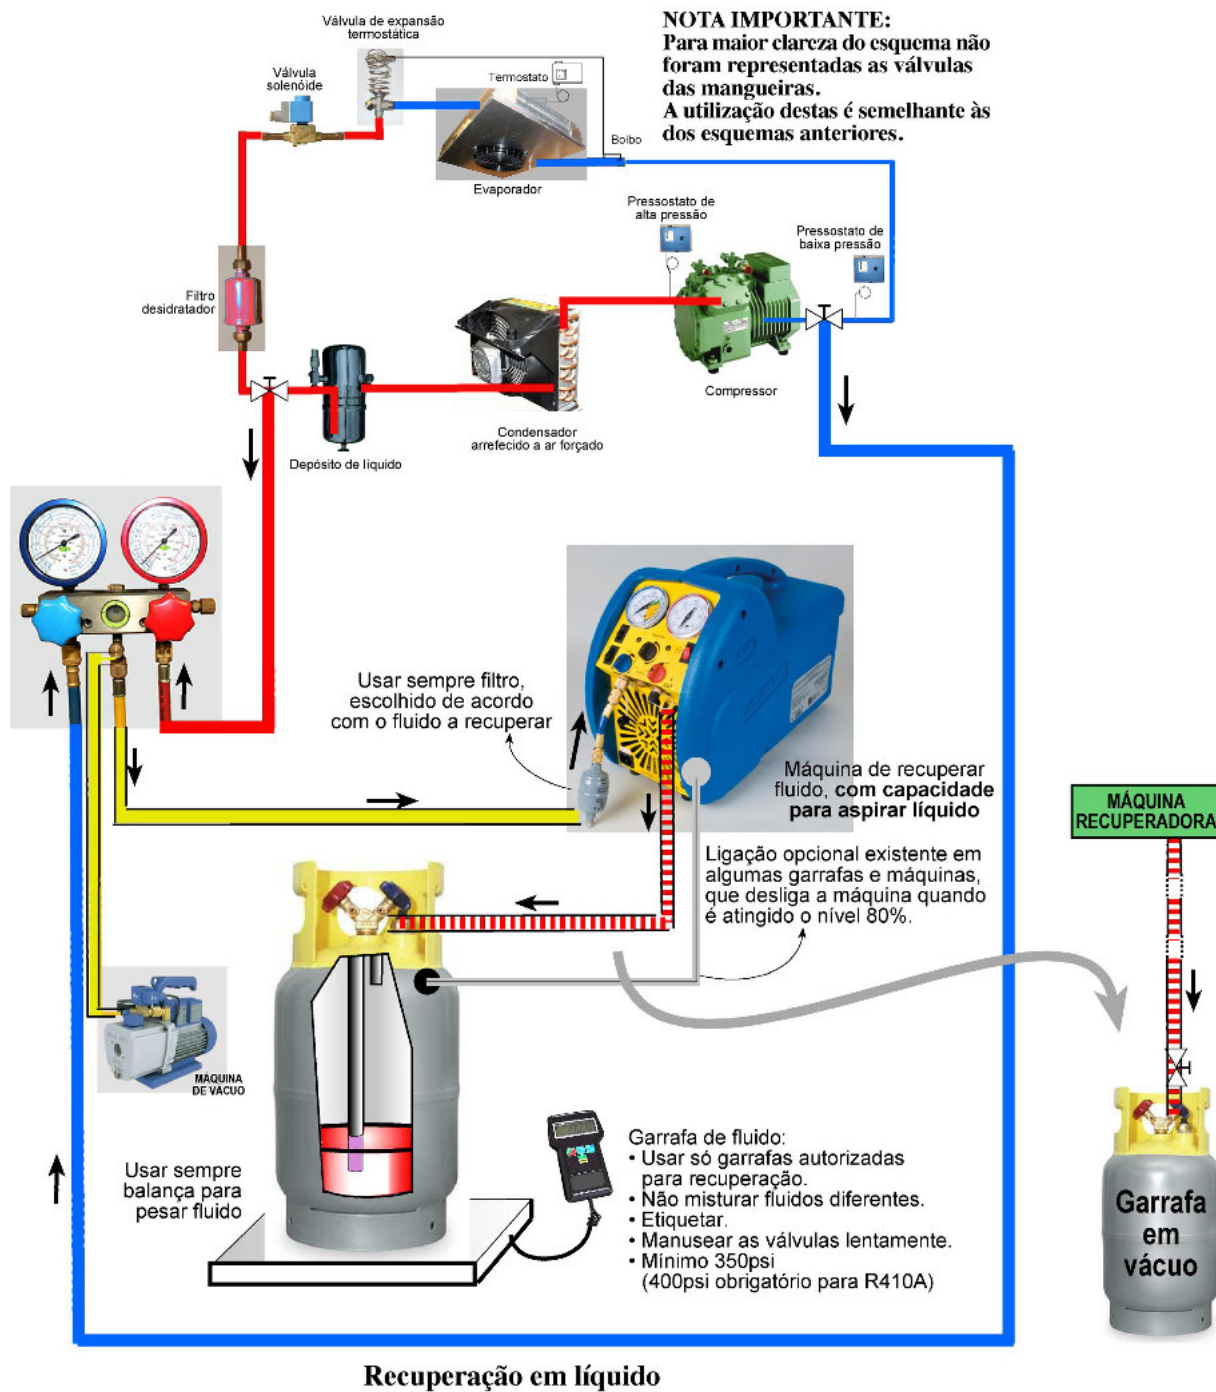 NOTA IMPORTANTE:
Para maior clareza do esquema não
foram representadas as válvulas
das mangueiras.
A utilização destas é semelhante às
dos esquemas anteriores.
Válvula de expansão
termostática
Válvula
solenóide
Termostato
Bolbo
Evaporador
Pressostato de
alta pressão
Pressostato de
baixa pressão
Filtro
desidratador
Compressor
Condensador
arrefecido a ar forçado
Depósito de líquido
Usar sempre filtro,
escolhido de acordo
com o fluido a recuperar
Máquina de recuperar
fluido, com capacidade
para aspirar líquido
MÁQUINA
RECUPERADORA
Ligação opcional existente em
algumas garrafas e máquinas,
que desliga a máquina quando
é atingido o nível 80%.
MÁQUINA
DE VÁCUO
Usar sempre
balança para
pesar fluido
Garrafa de fluido:
• Usar só garrafas autorizadas
para recuperação.
• Não misturar fluidos diferentes.
• Etiquetar.
• Manusear as válvulas lentamente.
• Mínimo 350psi
(400psi obrigatório para R410A)
Garrafa
em
vácuo
Recuperação em líquido